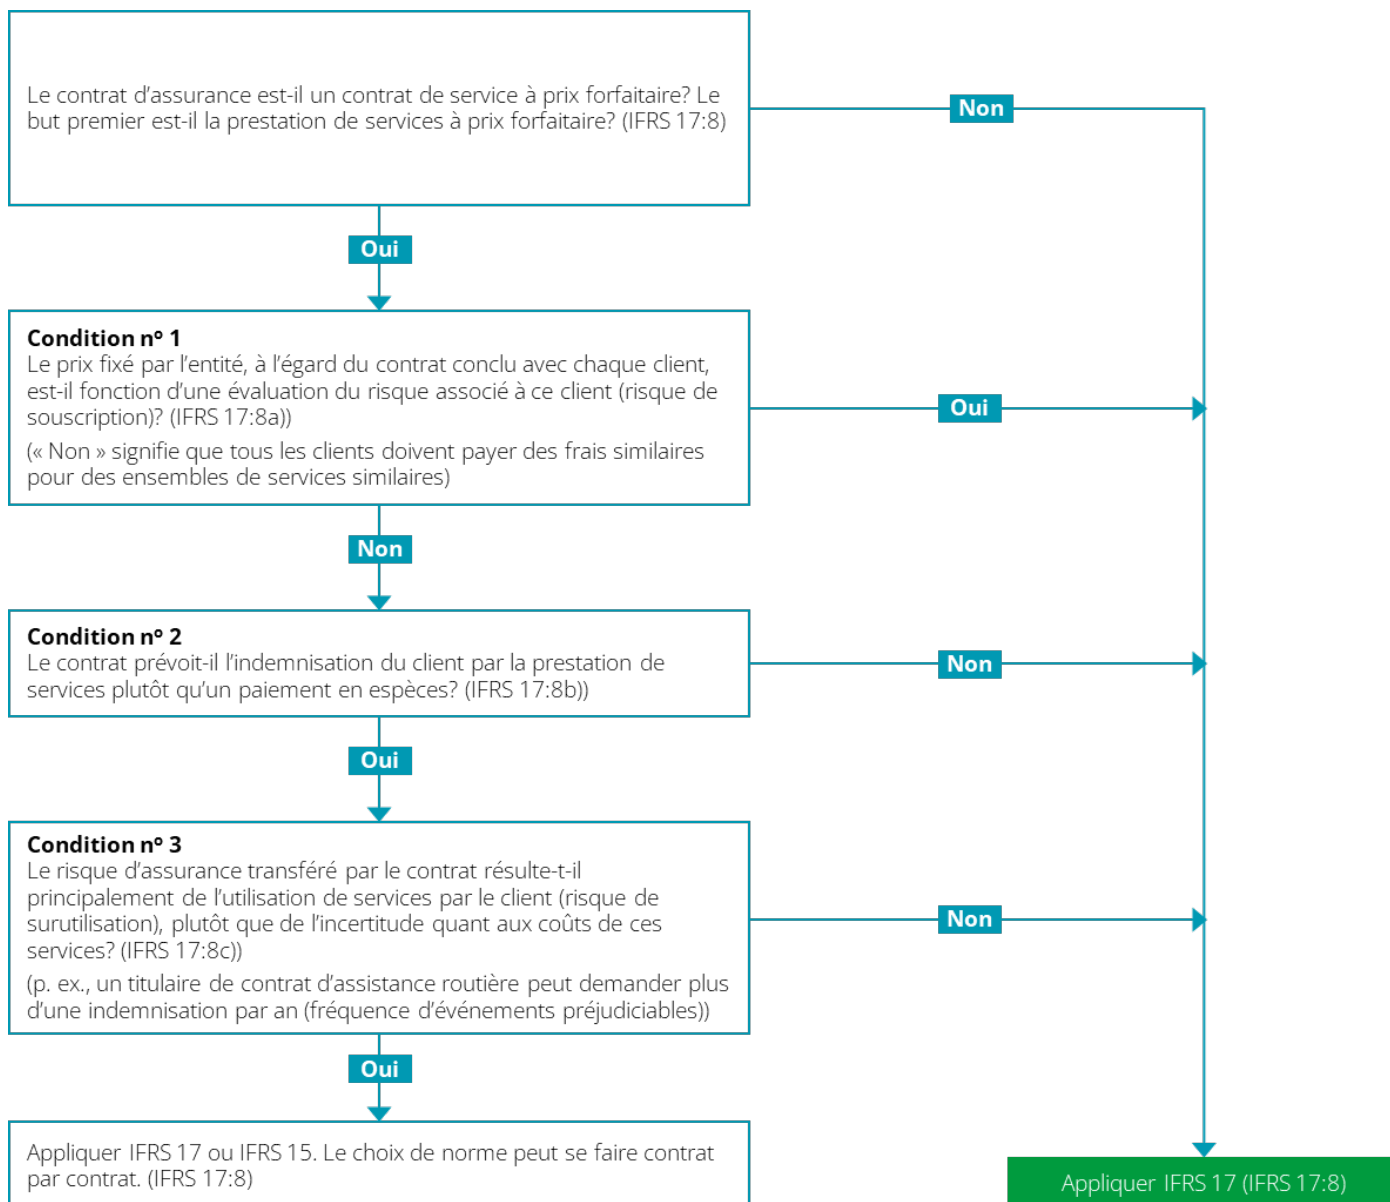 Le contrat d’assurance est-il un contrat de service à prix forfaitaire? Le
but premier est-il la prestation de services à prix forfaitaire? (IFRS 17:8)
Non
Oui
Condition nº 1
Le prix fixé par l’entité, à l’égard du contrat conclu avec chaque client,
est-il fonction d’une évaluation du risque associé à ce client (risque de
souscription)? (IFRS 17:8a))
(« Non » signifie que tous les clients doivent payer des frais similaires
pour des ensembles de services similaires)
Oui
Non
Condition nº 2
Le contrat prévoit-il l’indemnisation du client par la prestation de
services plutôt qu’un paiement en espèces? (IFRS 17:8b))
Non
Oui
Condition nº 3
Le risque d’assurance transféré par le contrat résulte-t-il
principalement de l’utilisation de services par le client (risque de
surutilisation), plutôt que de l’incertitude quant aux coûts de ces
services? (IFRS 17:8c))
(p. ex., un titulaire de contrat d’assistance routière peut demander plus
d’une indemnisation par an (fréquence d’événements préjudiciables))
Non
Oui
Appliquer IFRS 17 ou IFRS 15. Le choix de norme peut se faire contrat
par contrat. (IFRS 17:8)
Appliquer IFRS 17 (IFRS 17:8)